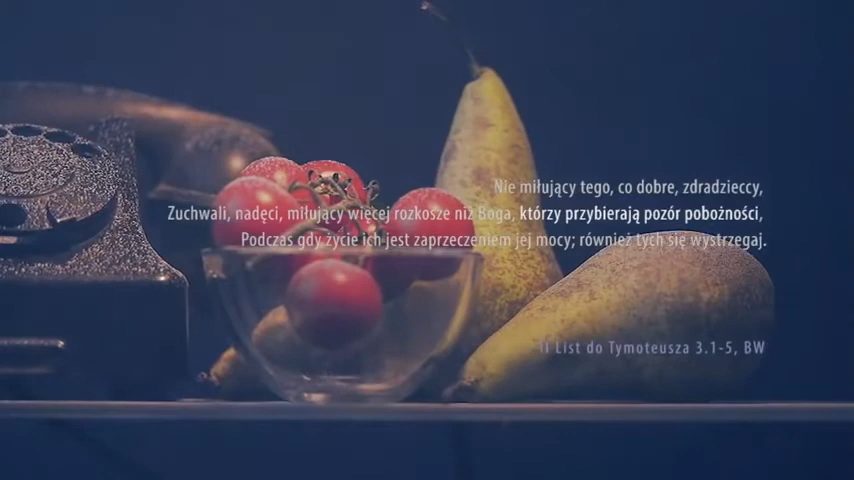 Nie miłujący tego, co dobre, zdradzieccy,
Zuchwali, nadęci, miłujący więcej rozkosze niż Boga, którzy przybierają pozór pobożności,
Podczas gdy życie ich jest zaprzeczeniem jej mocy; również tych się wystrzegaj.
II List do Tymoteusza 3.1-5, BW